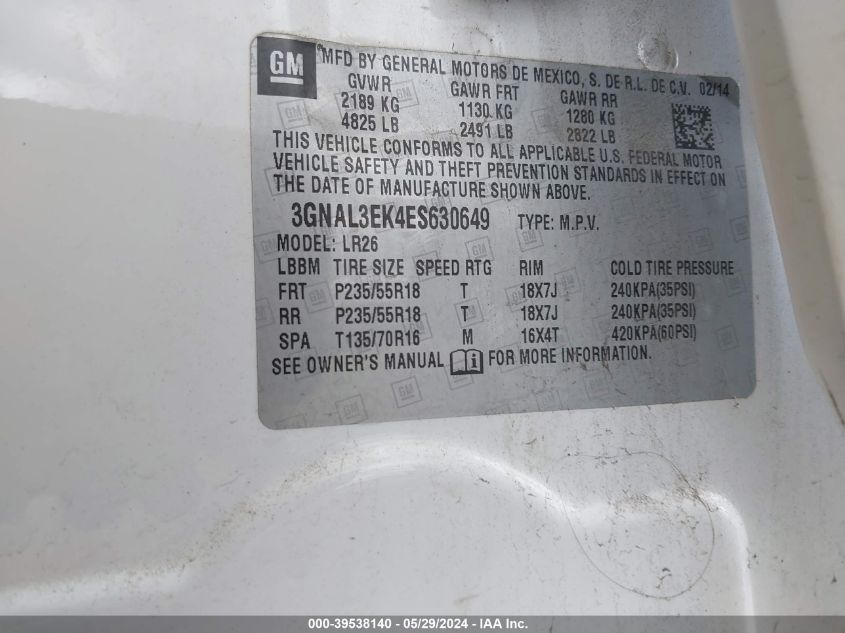 GM
MFD BY GENERAL MOTORS DE MEXICO, S. DE R.L. DE C.V. 02/14
GVWR GAWR FRT GAWR RR
2189 KG 1130 KG 1280 KG
4825 LB 2491 LB 2822 LB
THIS VEHICLE CONFORMS TO ALL APPLICABLE U.S. FEDERAL MOTOR
VEHICLE SAFETY AND THEFT PREVENTION STANDARDS IN EFFECT ON
THE DATE OF MANUFACTURE SHOWN ABOVE.
3GNAL3EK4ES630649 TYPE: M.P.V.
MODEL: LR26
LBBM TIRE SIZE SPEED RTG RIM COLD TIRE PRESSURE
FRT P235/55R18 T 18X7J 240KPA(35PSI)
RR P235/55R18 T 18X7J 240KPA(35PSI)
SPA T135/70R16 M 16X4T 420KPA(60PSI)
SEE OWNER'S MANUAL FOR MORE INFORMATION.
000-39538140 - 05/29/2024 - IAA Inc.